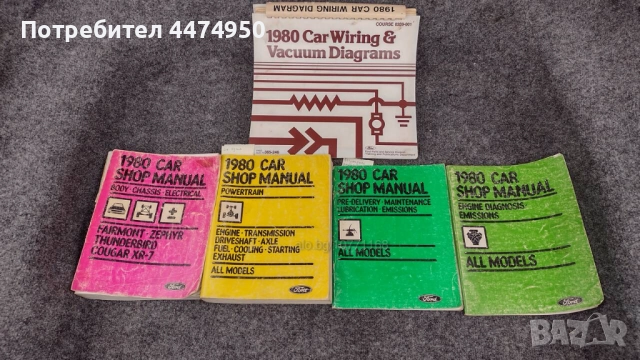 Потребител 4474950
1980 CAR WIRING DIAGRAM
1980 Car Wiring &
Vacuum Diagrams
Ford
1980 CAR
SHOP MANUAL
BODY · CHASSIS · ELECTRICAL
FAIRMONT · ZEPHYR
THUNDERBIRD
COUGAR XR-7
Ford
1980 CAR
SHOP MANUAL
POWERTRAIN
ENGINE · TRANSMISSION
DRIVESHAFT · AXLE
FUEL · COOLING · STARTING
EXHAUST
ALL MODELS
Ford
1980 CAR
SHOP MANUAL
PRE-DELIVERY · MAINTENANCE
LUBRICATION · EMISSIONS
ALL MODELS
Ford
1980 CAR
SHOP MANUAL
ENGINE DIAGNOSIS ·
EMISSIONS
ALL MODELS
Ford
BAZAR